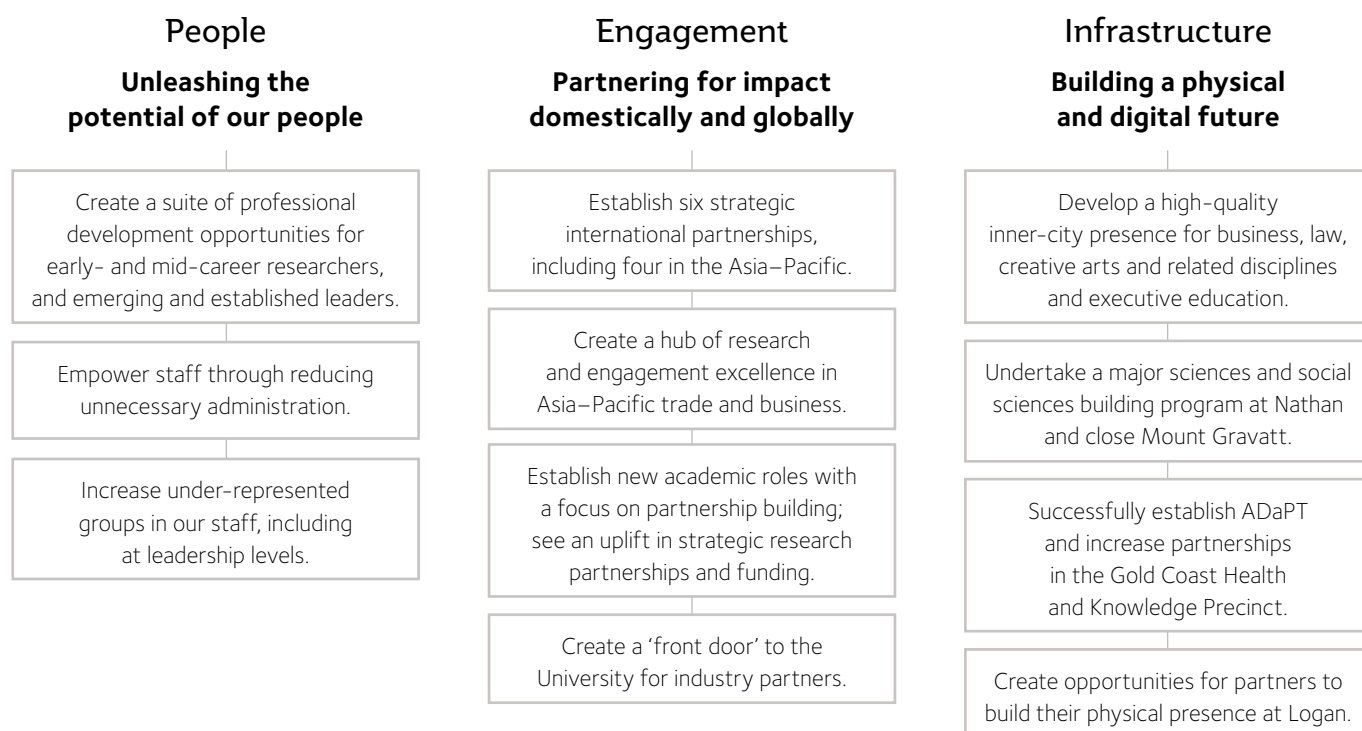 People
Unleashing the
potential of our people
Create a suite of professional
development opportunities for
early- and mid-career researchers,
and emerging and established leaders.
Empower staff through reducing
unnecessary administration.
Increase under-represented
groups in our staff, including
at leadership levels.
Engagement
Partnering for impact
domestically and globally
Establish six strategic
international partnerships,
including four in the Asia–Pacific.
Create a hub of research
and engagement excellence in
Asia–Pacific trade and business.
Establish new academic roles with
a focus on partnership building;
see an uplift in strategic research
partnerships and funding.
Create a ‘front door’ to the
University for industry partners.
Infrastructure
Building a physical
and digital future
Develop a high-quality
inner-city presence for business, law,
creative arts and related disciplines
and executive education.
Undertake a major sciences and social
sciences building program at Nathan
and close Mount Gravatt.
Successfully establish ADaPT
and increase partnerships
in the Gold Coast Health
and Knowledge Precinct.
Create opportunities for partners to
build their physical presence at Logan.